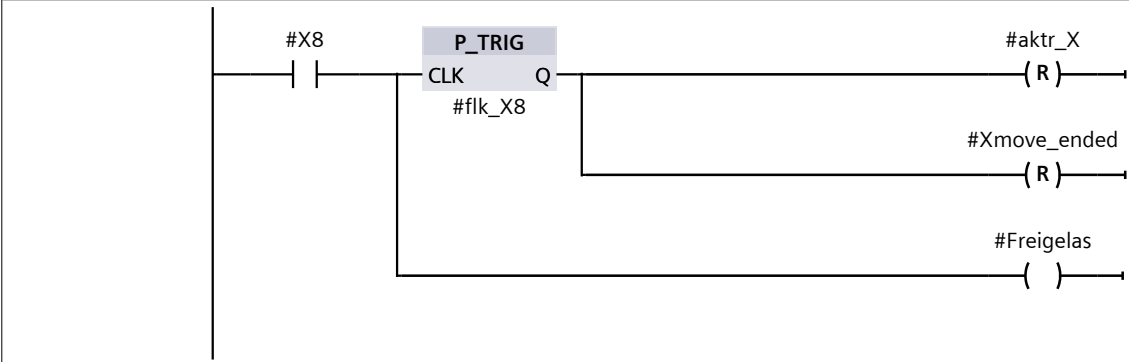 #X8
P_TRIG
#aktr_X
CLK Q
( R )
#flk_X8
#Xmove_ended
( R )
#Freigelas
( )